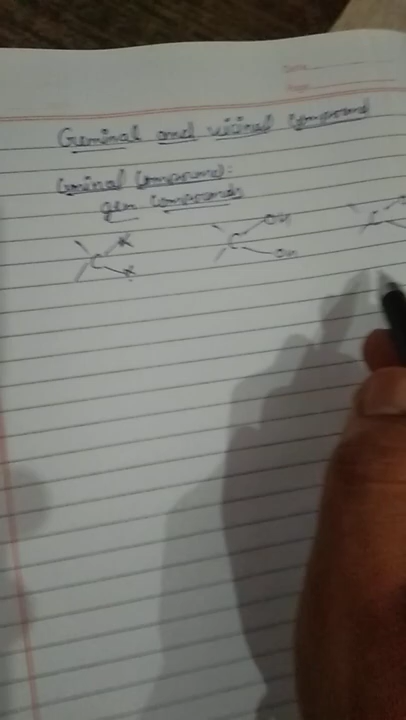 Geminal and vicinal Compound
Geminal Compound:
gem Compounds
C X X
C OH OH
C